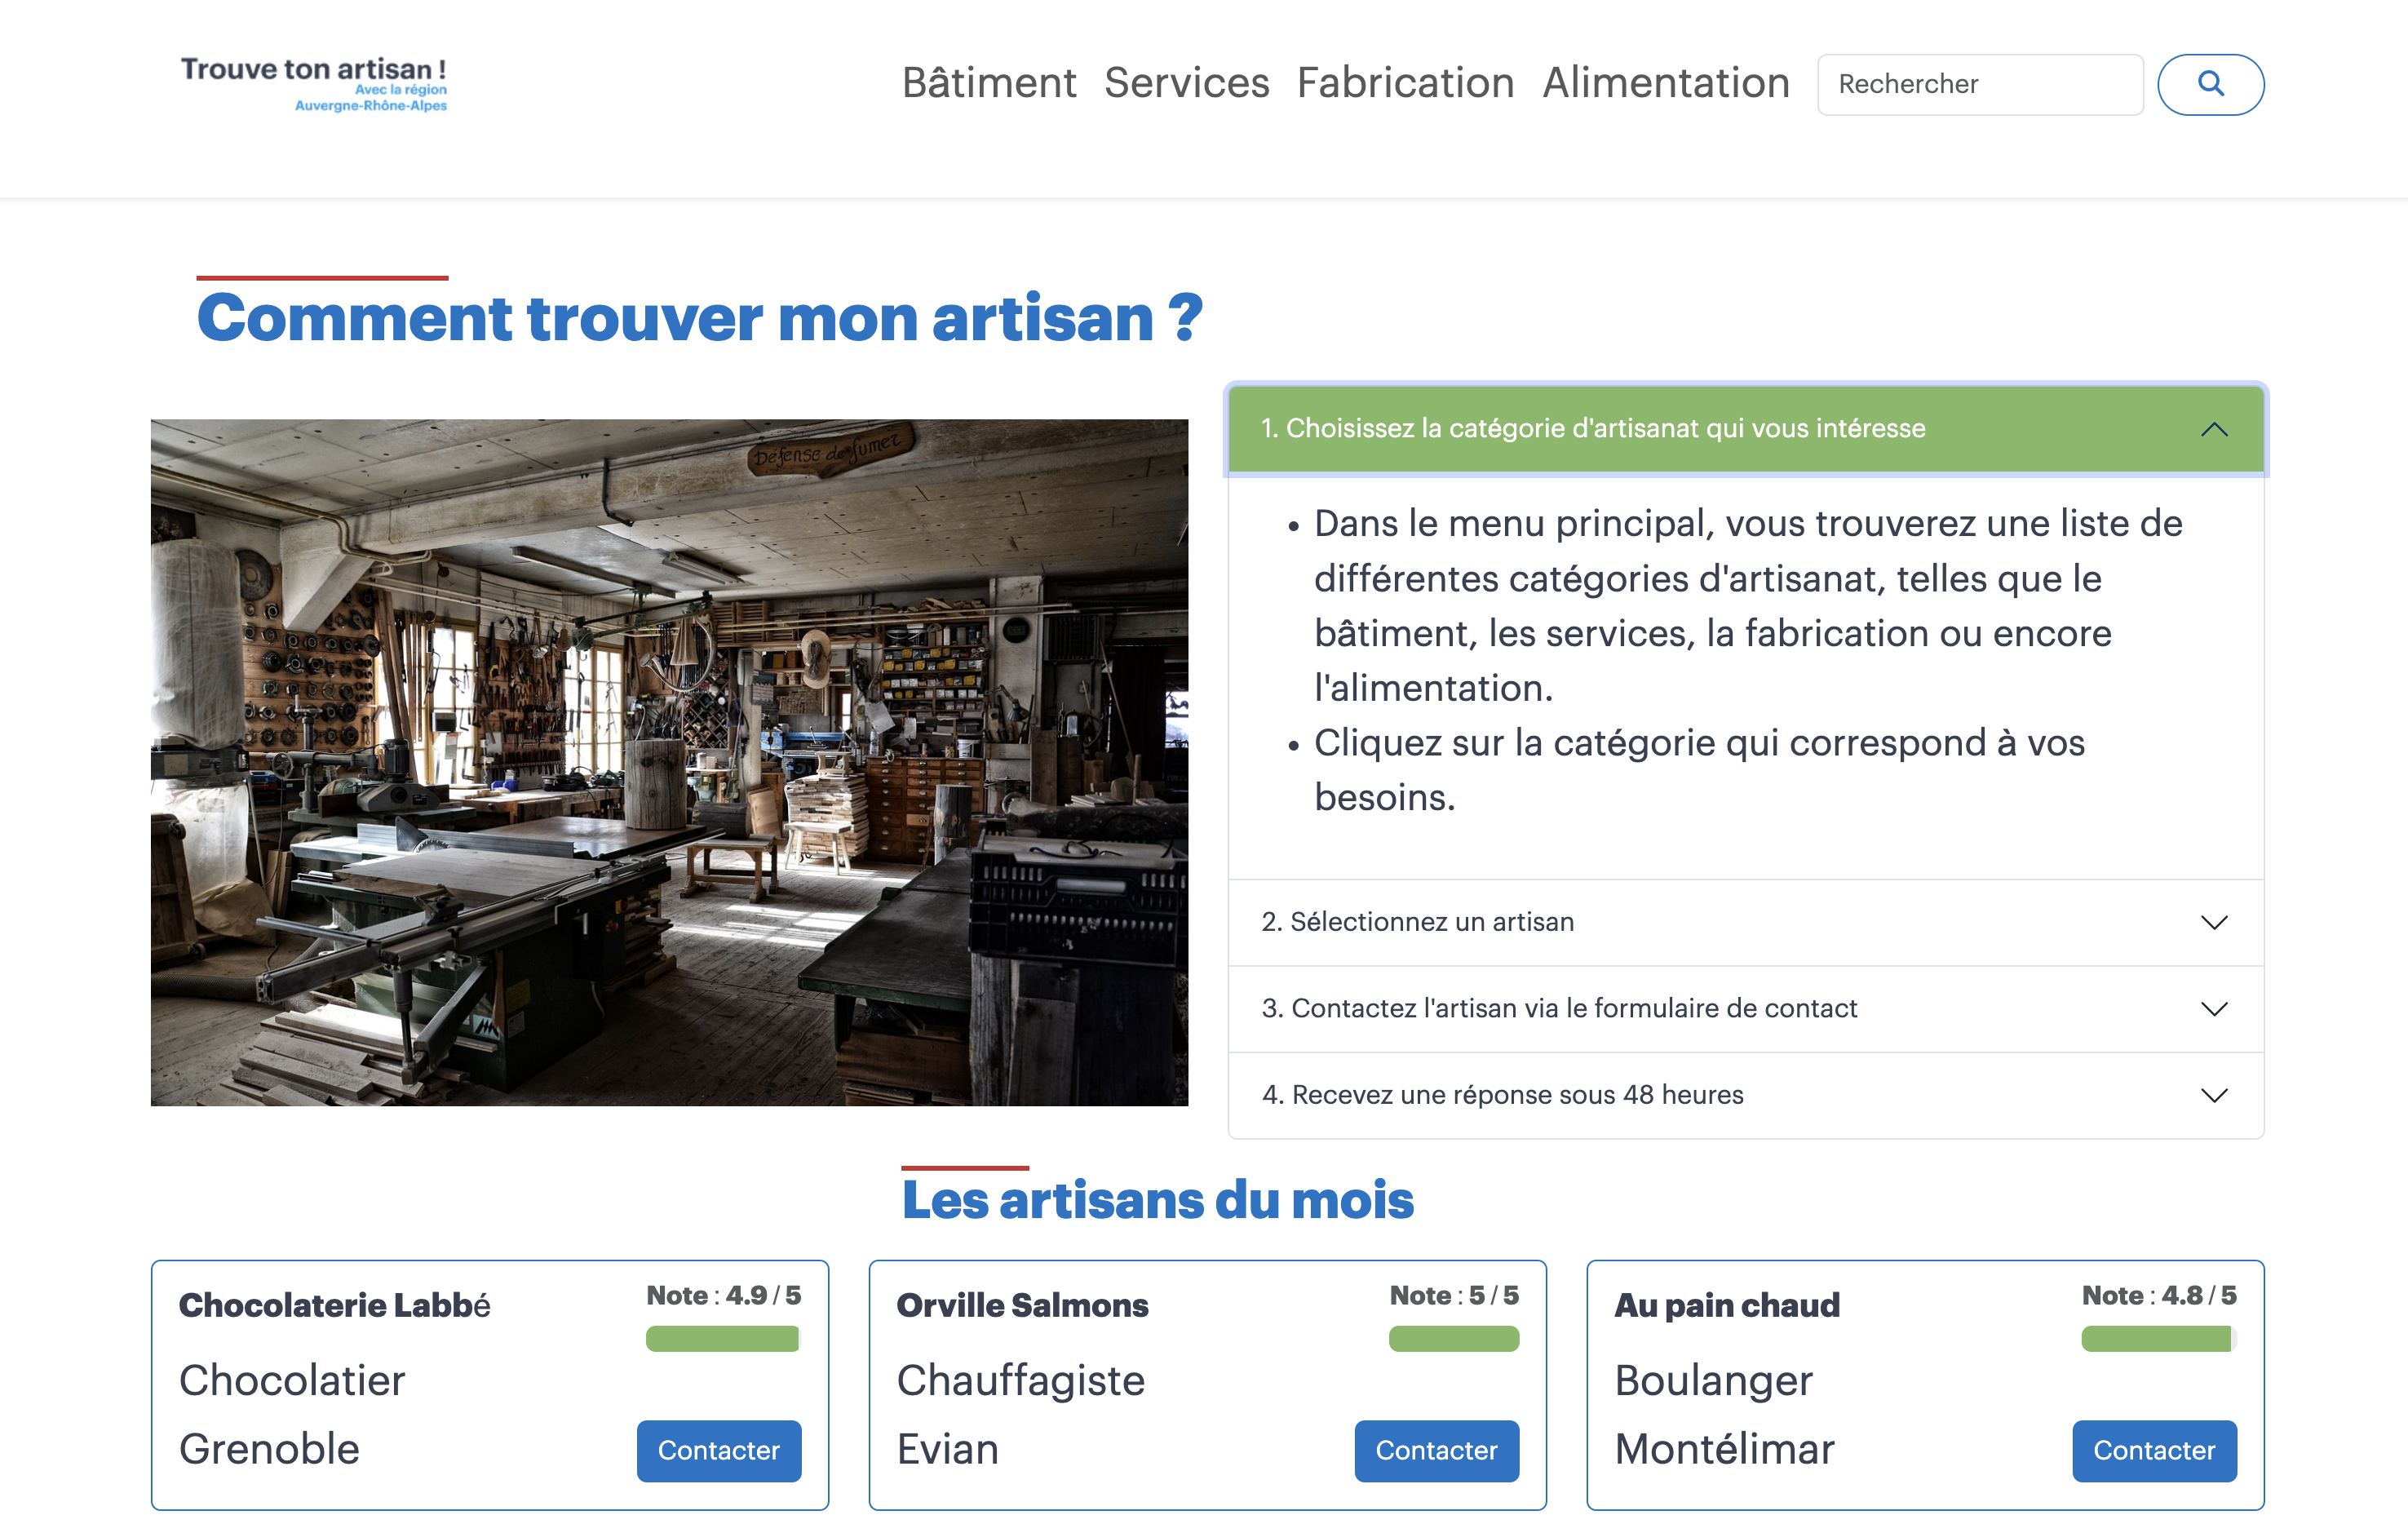 Trouve ton artisan !
Avec la région
Auvergne-Rhône-Alpes
Bâtiment Services Fabrication Alimentation Rechercher
Comment trouver mon artisan ?
Défense de fumer
1. Choisissez la catégorie d'artisanat qui vous intéresse
• Dans le menu principal, vous trouverez une liste de
différentes catégories d'artisanat, telles que le
bâtiment, les services, la fabrication ou encore
l'alimentation.
• Cliquez sur la catégorie qui correspond à vos
besoins.
2. Sélectionnez un artisan
3. Contactez l'artisan via le formulaire de contact
4. Recevez une réponse sous 48 heures
Les artisans du mois
Chocolaterie Labbé
Note : 4.9 / 5
Chocolatier
Grenoble
Contacter
Orville Salmons
Note : 5 / 5
Chauffagiste
Evian
Contacter
Au pain chaud
Note : 4.8 / 5
Boulanger
Montélimar
Contacter